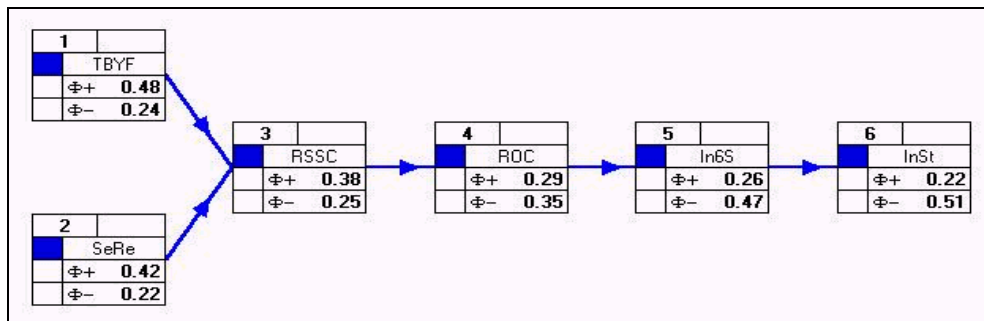 1
TBYF
Φ+ 0.48
Φ− 0.24
2
SeRe
Φ+ 0.42
Φ− 0.22
3
RSSC
Φ+ 0.38
Φ− 0.25
4
ROC
Φ+ 0.29
Φ− 0.35
5
In6S
Φ+ 0.26
Φ− 0.47
6
InSt
Φ+ 0.22
Φ− 0.51